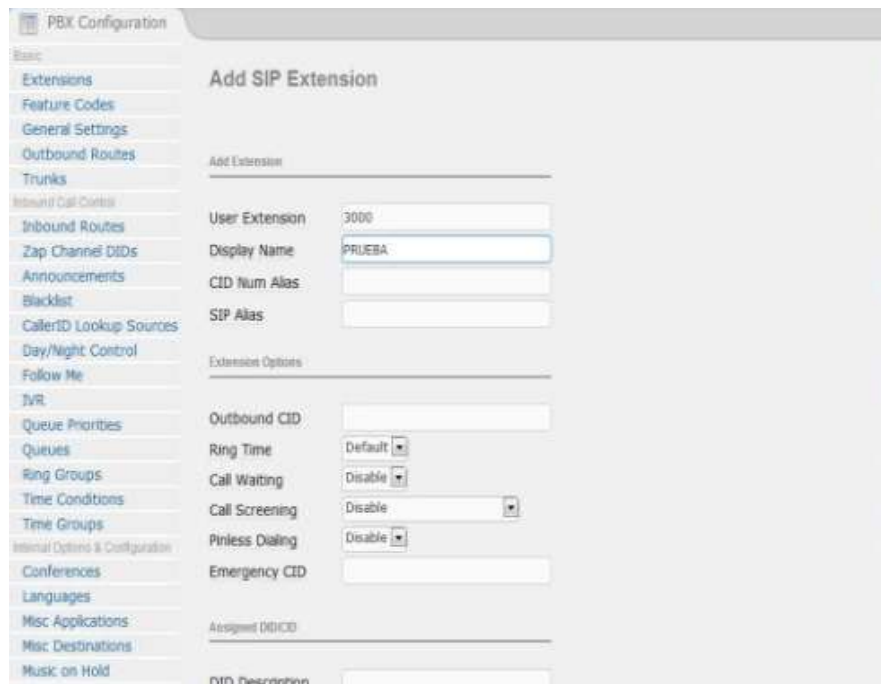 PBX Configuration
Basic
Extensions
Feature Codes
General Settings
Outbound Routes
Trunks
Inbound Call Control
Inbound Routes
Zap Channel DIDs
Announcements
Blacklist
CallerID Lookup Sources
Day/Night Control
Follow Me
IVR
Queue Priorities
Queues
Ring Groups
Time Conditions
Time Groups
Internal Options & Configuration
Conferences
Languages
Misc Applications
Misc Destinations
Music on Hold
Add SIP Extension
Add Extension
User Extension 3000
Display Name PRUEBA
CID Num Alias
SIP Alias
Extension Options
Outbound CID
Ring Time Default
Call Waiting Disable
Call Screening Disable
Pinless Dialing Disable
Emergency CID
Assigned DID/CID
DID Description